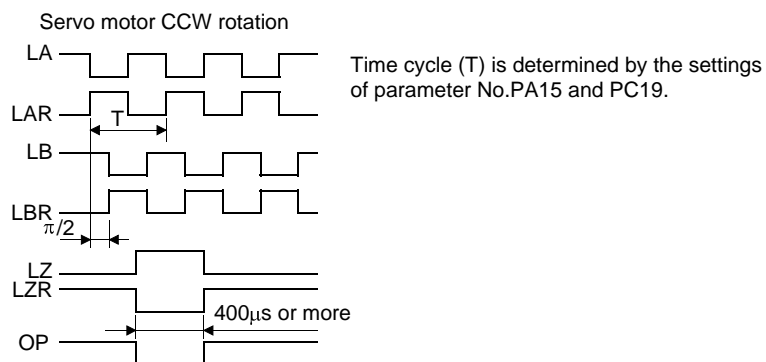 Servo motor CCW rotation
LA
Time cycle (T) is determined by the settings
of parameter No.PA15 and PC19.
LAR
T
LB
LBR
π/2
LZ
LZR
400μs or more
OP